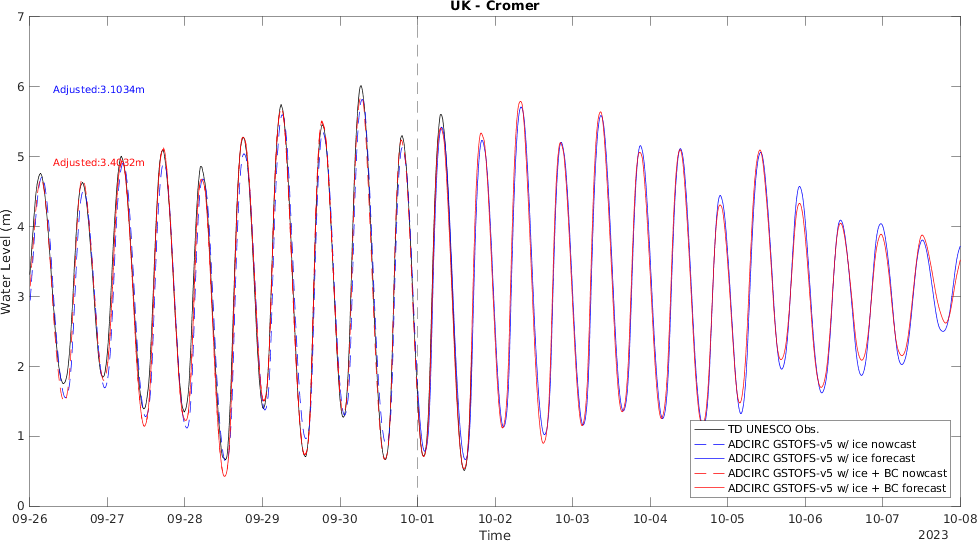 UK - Cromer
7
6
5
4
3
2
1
0
Water Level (m)
Adjusted:3.1034m
Adjusted:3.4032m
TD UNESCO Obs.
ADCIRC GSTOFS-v5 w/ ice nowcast
ADCIRC GSTOFS-v5 w/ ice forecast
ADCIRC GSTOFS-v5 w/ ice + BC nowcast
ADCIRC GSTOFS-v5 w/ ice + BC forecast
09-26 09-27 09-28 09-29 09-30 10-01 10-02 10-03 10-04 10-05 10-06 10-07 10-08
Time
2023